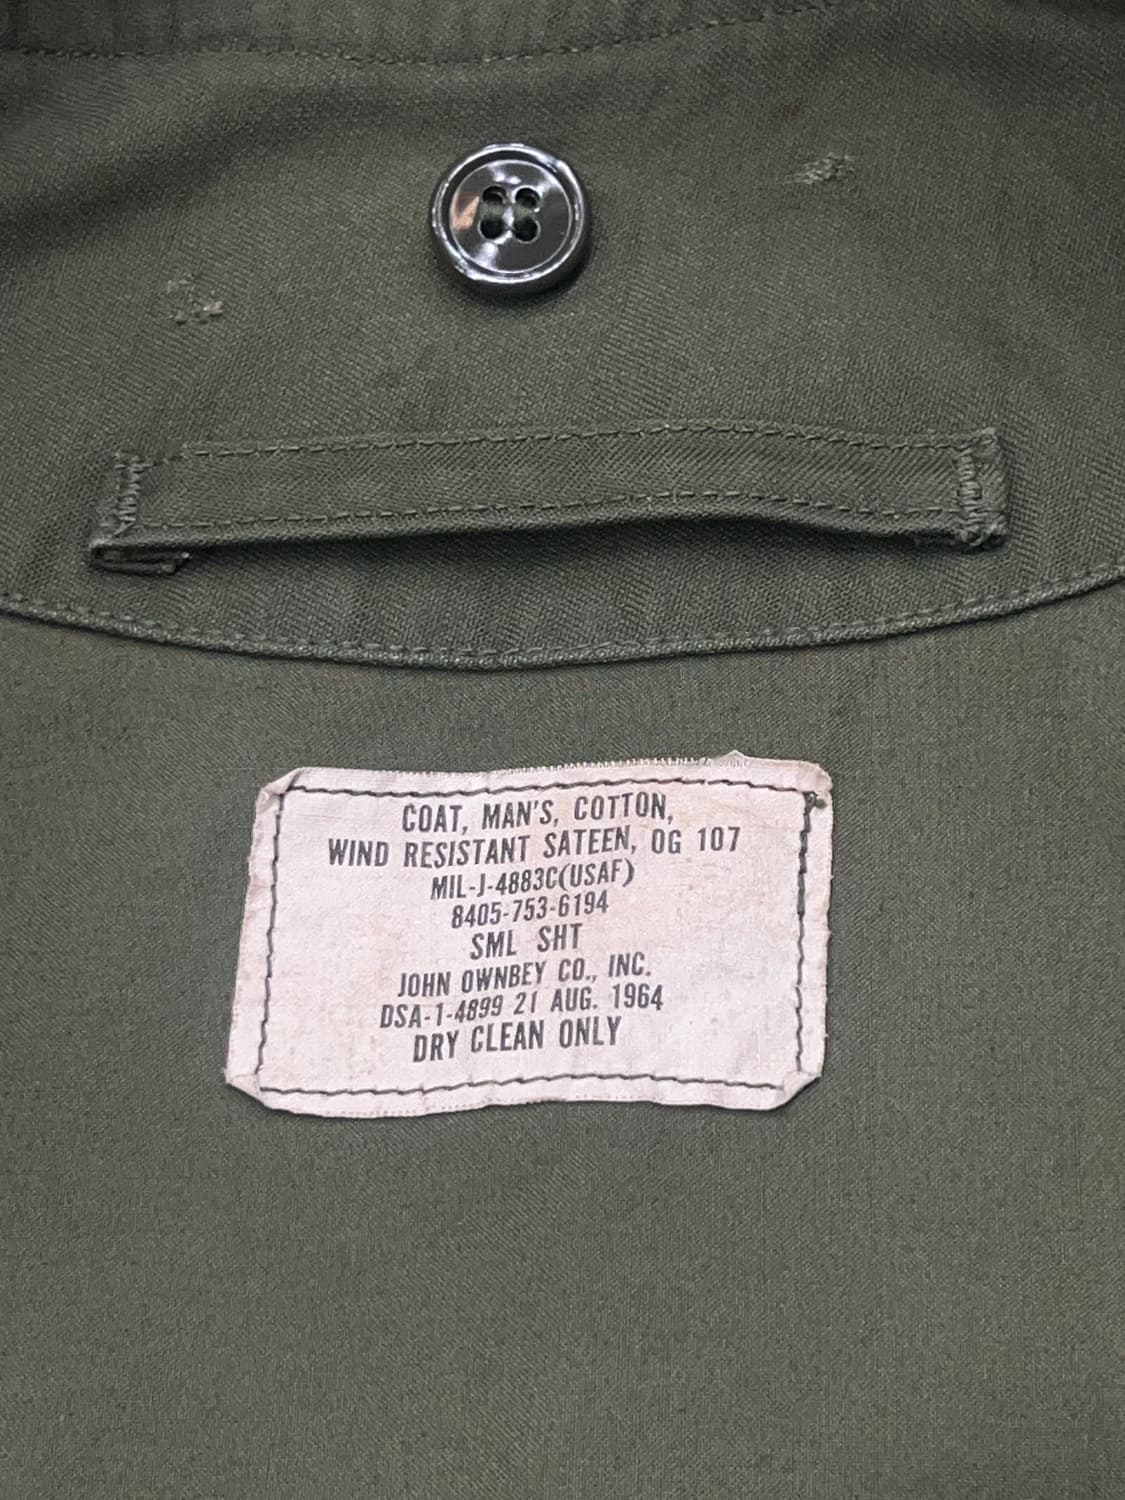 COAT, MAN'S, COTTON,
WIND RESISTANT SATEEN, OG 107
MIL-J-4883C(USAF)
8405-753-6194
SML SHT
JOHN OWNBEY CO., INC.
DSA-1-4899 21 AUG. 1964
DRY CLEAN ONLY